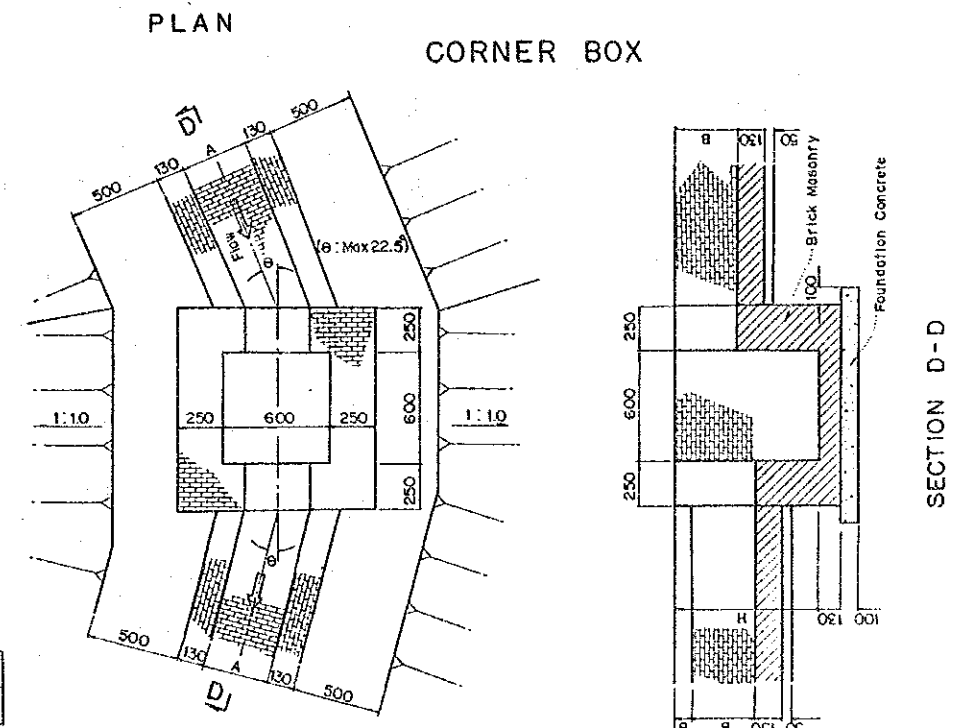 PLAN
CORNER BOX
D
500
130
A
130
500
Flow
θ
(θ: Max 22.5°)
250
600
250
1:1.0
250
600
250
1:1.0
θ
500
130
A
130
500
D
B
130
50
Brick Masonry
100
Foundation Concrete
250
600
250
H
130
100
B
B
130
50
SECTION D-D